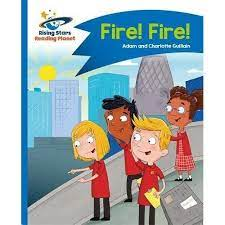 Rising Stars
Reading Planet
Fire! Fire!
Adam and Charlotte Guillain